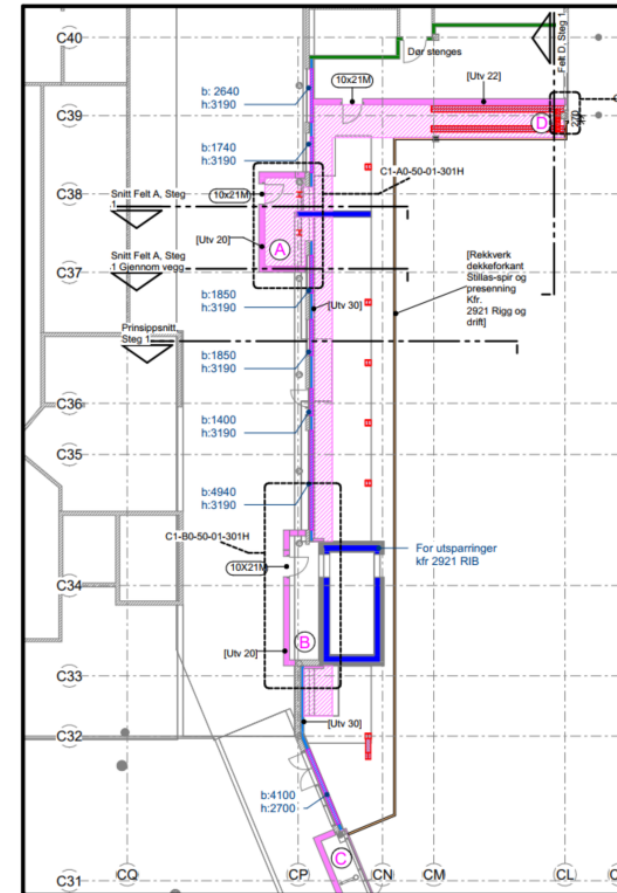 C40
Dør stenges
Felt D, Steg 1
b: 2640
h:3190
10x21M
[Utv 22]
C39
D
270
b:1740
h:3190
C1-A0-50-01-301H
C38
Snitt Felt A, Steg
1
10x21M
[Utv 20]
A
Snitt Felt A, Steg
1 Gjennom vegg
C37
[Rekkverk
dekkeforkant
Stillas-spir og
presenning
Kfr.
2921 Rigg og
drift]
b:1850
h:3190
[Utv 30]
Prinsippsnitt,
Steg 1
b:1850
h:3190
C36
b:1400
h:3190
C35
b:4940
h:3190
C1-B0-50-01-301H
For utsparringer
kfr 2921 RIB
10X21M
C34
B
[Utv 20]
C33
[Utv 30]
C32
b:4100
h:2700
C
C31
CQ
CP
CN
CM
CL